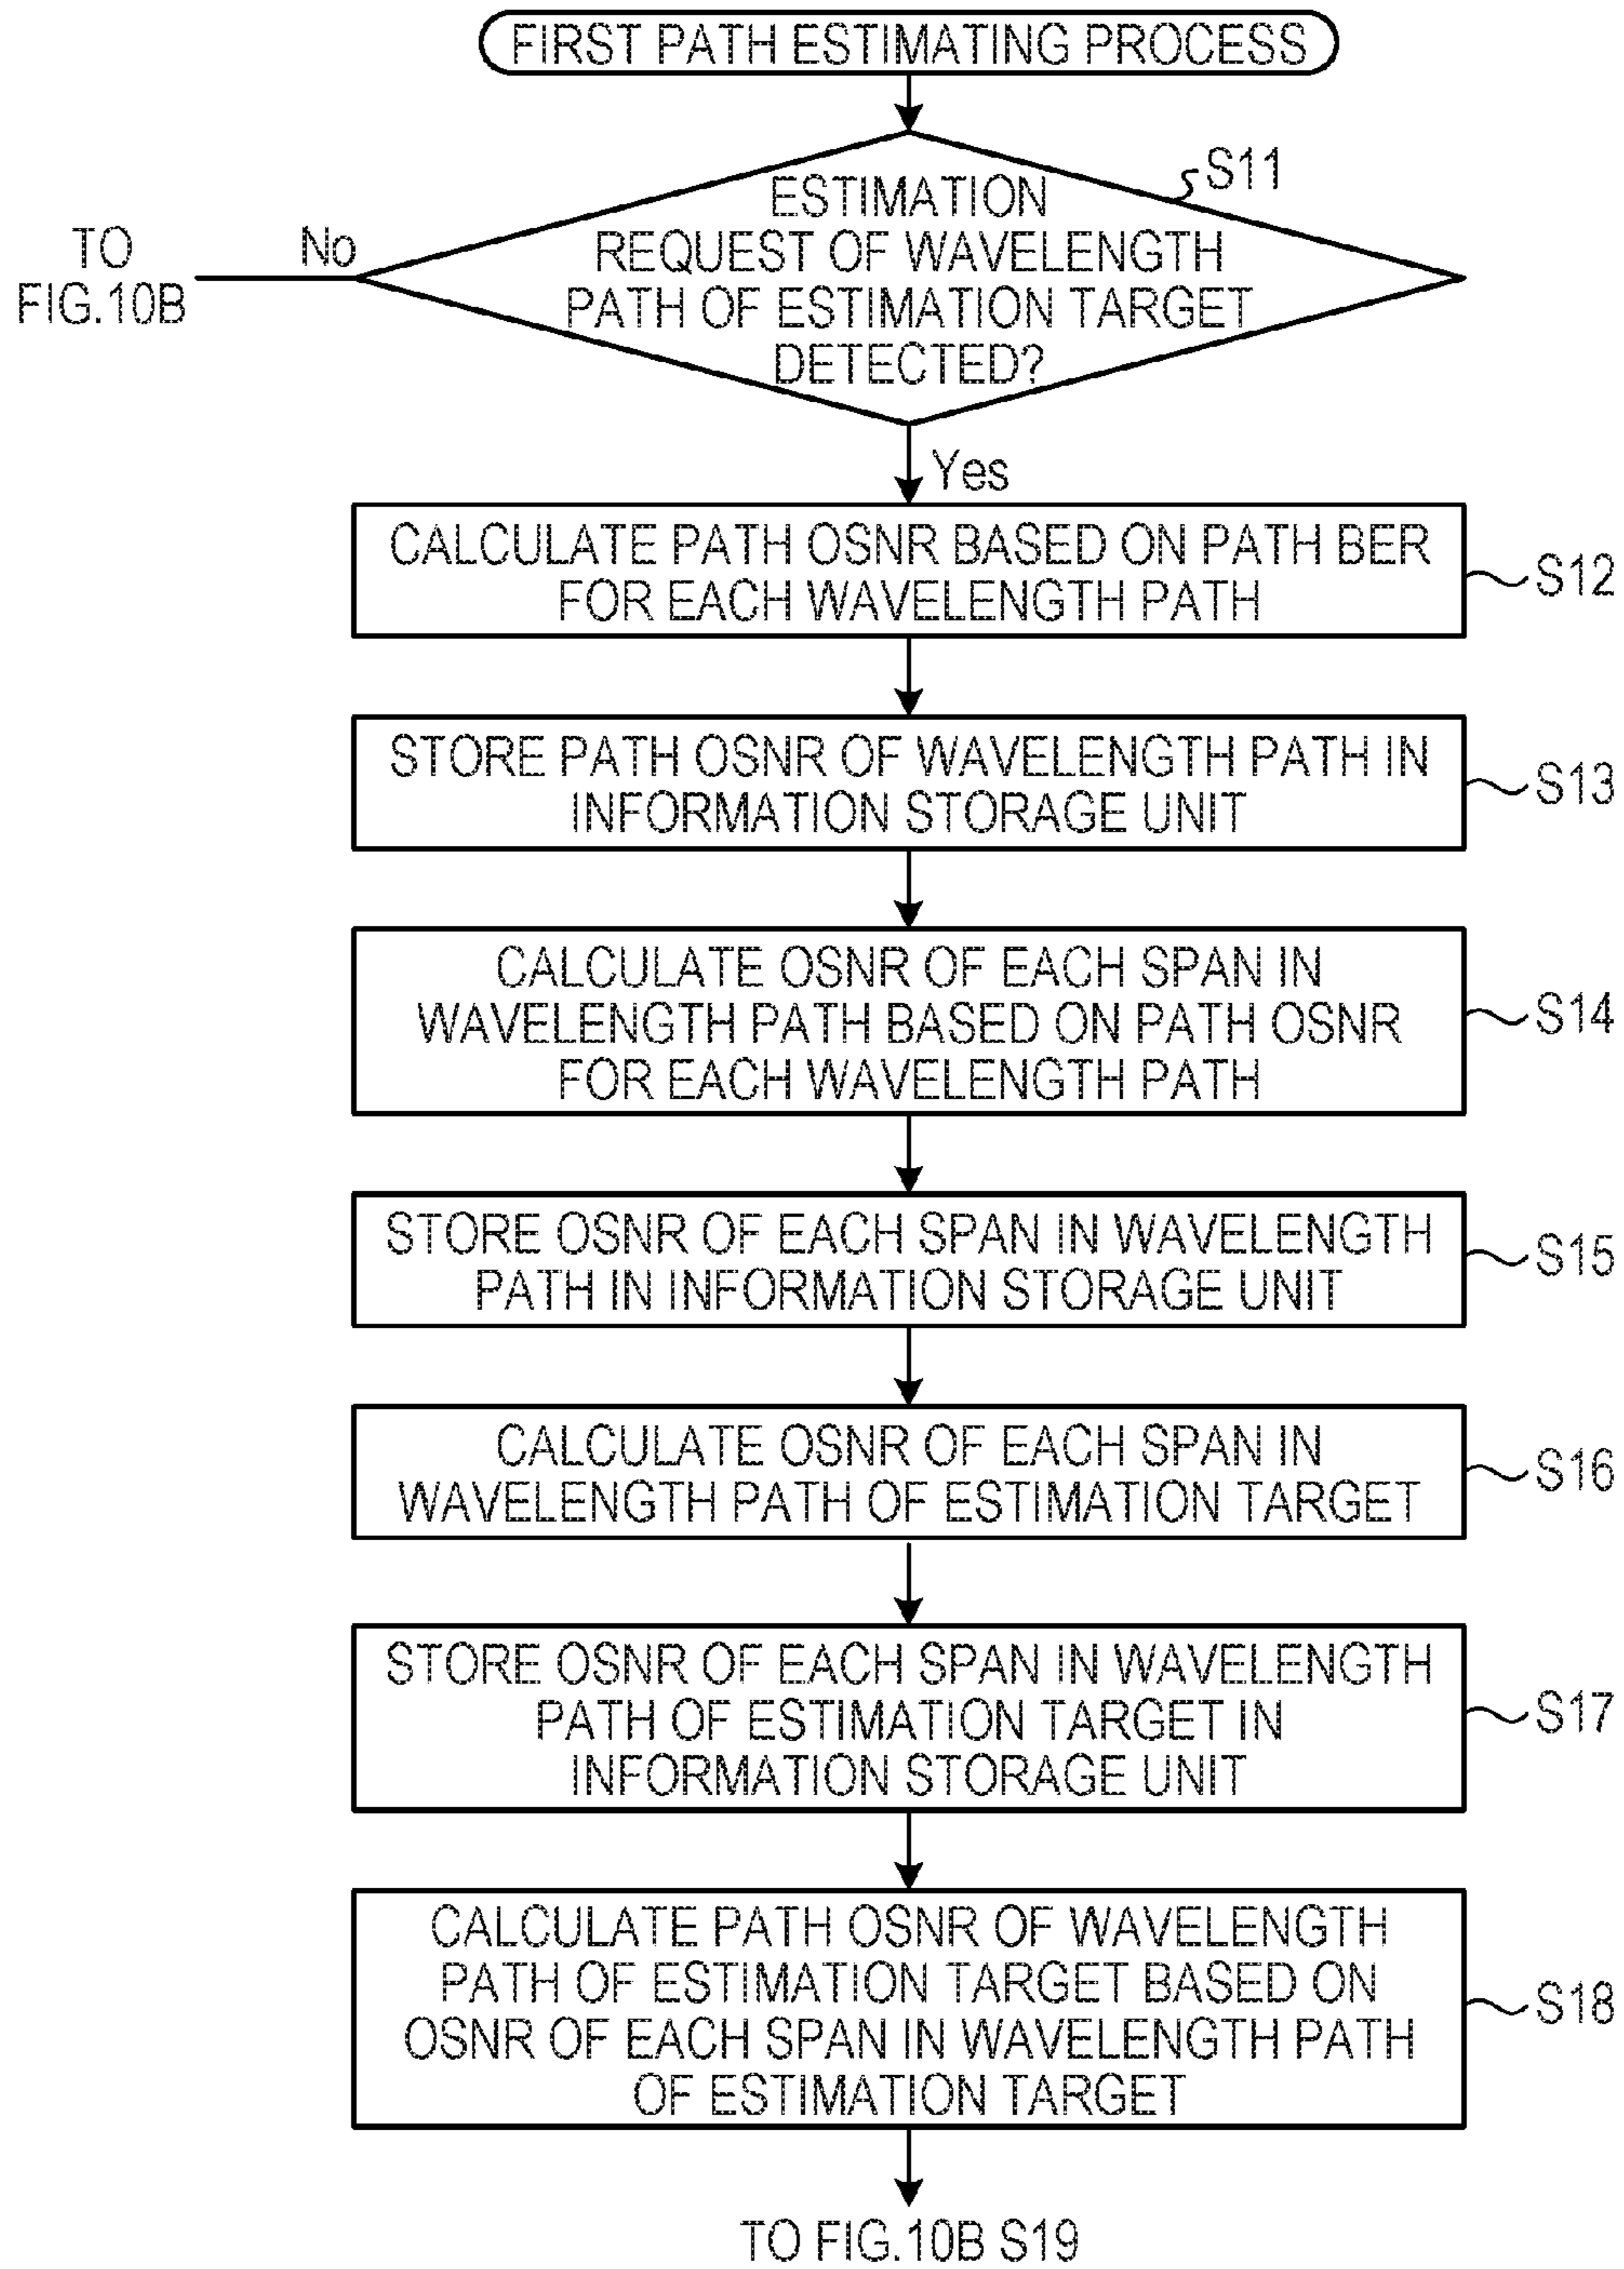 FIRST PATH ESTIMATING PROCESS
S11
ESTIMATION
REQUEST OF WAVELENGTH
PATH OF ESTIMATION TARGET
DETECTED?
No
TO
FIG.10B
Yes
CALCULATE PATH OSNR BASED ON PATH BER
FOR EACH WAVELENGTH PATH
S12
STORE PATH OSNR OF WAVELENGTH PATH IN
INFORMATION STORAGE UNIT
S13
CALCULATE OSNR OF EACH SPAN IN
WAVELENGTH PATH BASED ON PATH OSNR
FOR EACH WAVELENGTH PATH
S14
STORE OSNR OF EACH SPAN IN WAVELENGTH
PATH IN INFORMATION STORAGE UNIT
S15
CALCULATE OSNR OF EACH SPAN IN
WAVELENGTH PATH OF ESTIMATION TARGET
S16
STORE OSNR OF EACH SPAN IN WAVELENGTH
PATH OF ESTIMATION TARGET IN
INFORMATION STORAGE UNIT
S17
CALCULATE PATH OSNR OF WAVELENGTH
PATH OF ESTIMATION TARGET BASED ON
OSNR OF EACH SPAN IN WAVELENGTH PATH
OF ESTIMATION TARGET
S18
TO FIG.10B S19